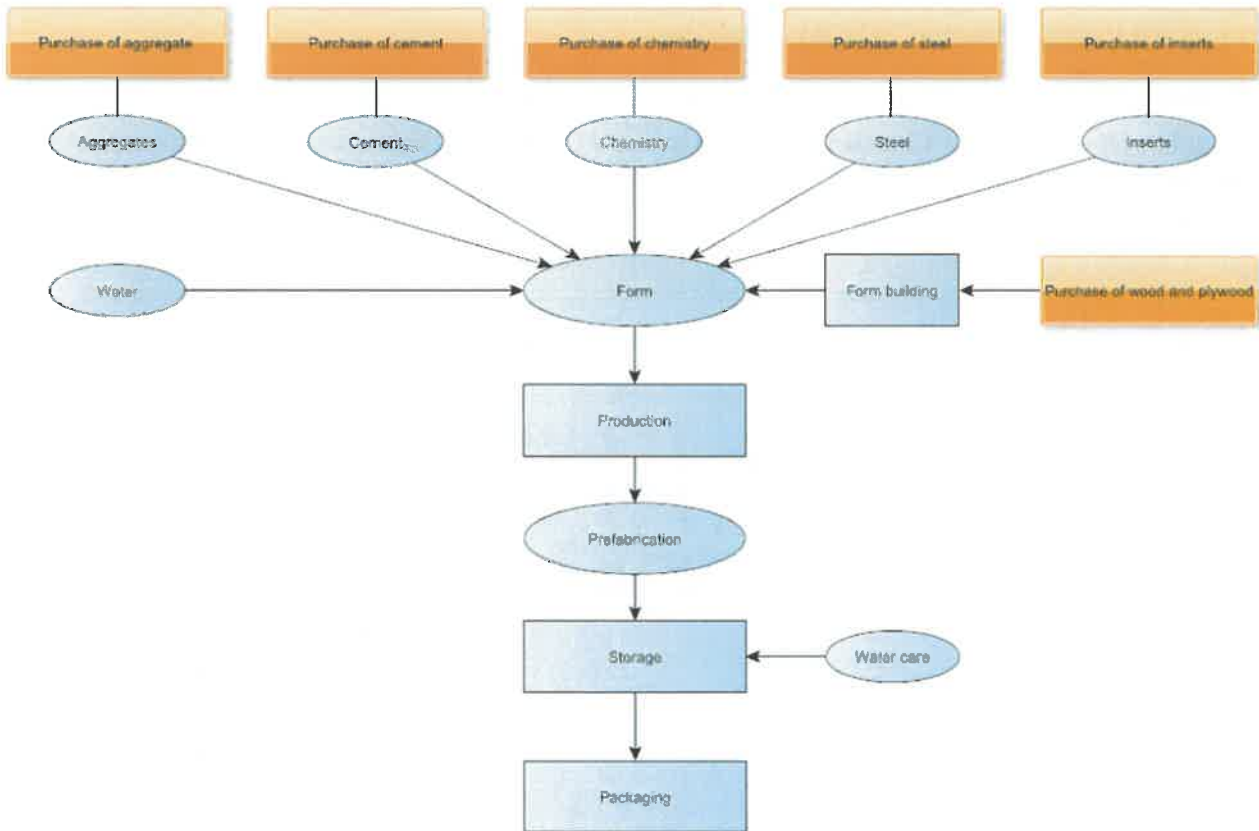 Purchase of aggregate
Purchase of cement
Purchase of chemistry
Purchase of steel
Purchase of inserts
Aggregates
Cement
Chemistry
Steel
Inserts
Water
Form
Form building
Purchase of wood and plywood
Production
Prefabrication
Storage
Water care
Packaging